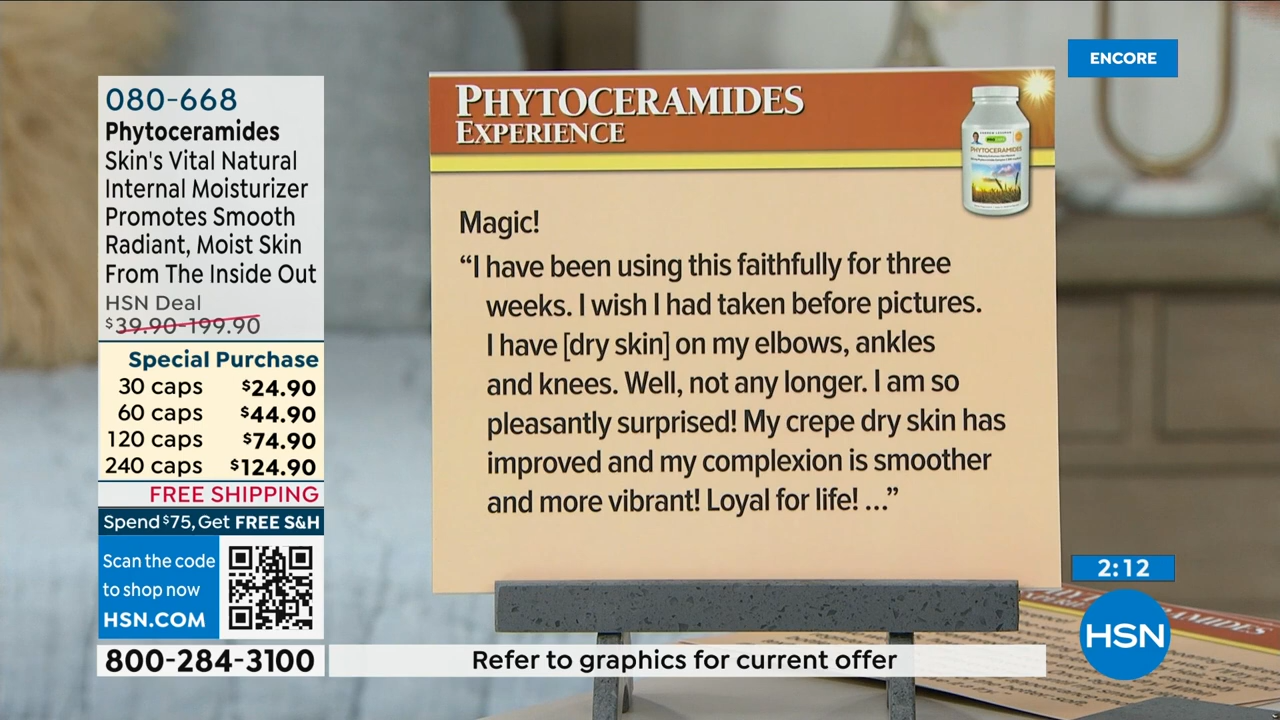 ENCORE
080-668
Phytoceramides
Skin's Vital Natural
Internal Moisturizer
Promotes Smooth
Radiant, Moist Skin
From The Inside Out
HSN Deal
$39.90-199.90
Special Purchase
30 caps $24.90
60 caps $44.90
120 caps $74.90
240 caps $124.90
FREE SHIPPING
Spend $75, Get FREE S&H
Scan the code
to shop now
HSN.COM
800-284-3100
PHYTOCERAMIDES
EXPERIENCE
PHYTOCERAMIDES
Magic!
“I have been using this faithfully for three
weeks. I wish I had taken before pictures.
I have [dry skin] on my elbows, ankles
and knees. Well, not any longer. I am so
pleasantly surprised! My crepe dry skin has
improved and my complexion is smoother
and more vibrant! Loyal for life! ...”
2:12
HSN
Refer to graphics for current offer